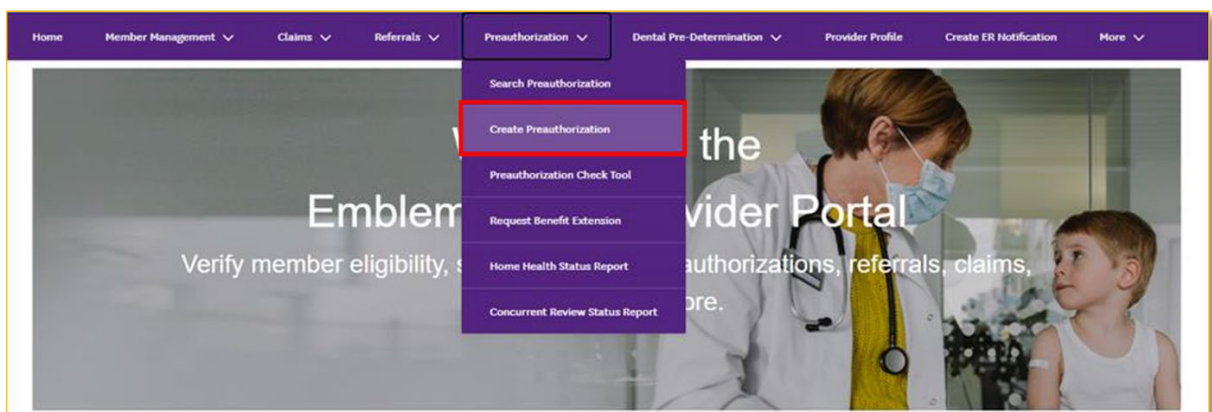 Home Member Management Claims Referrals Preauthorization Dental Pre-Determination Provider Profile Create ER Notification More
Search Preauthorization
Create Preauthorization
Preauthorization Check Tool
Request Benefit Extension
Home Health Status Report
Concurrent Review Status Report
the
Emblem vider Portal
Verify member eligibility, authorizations, referrals, claims,